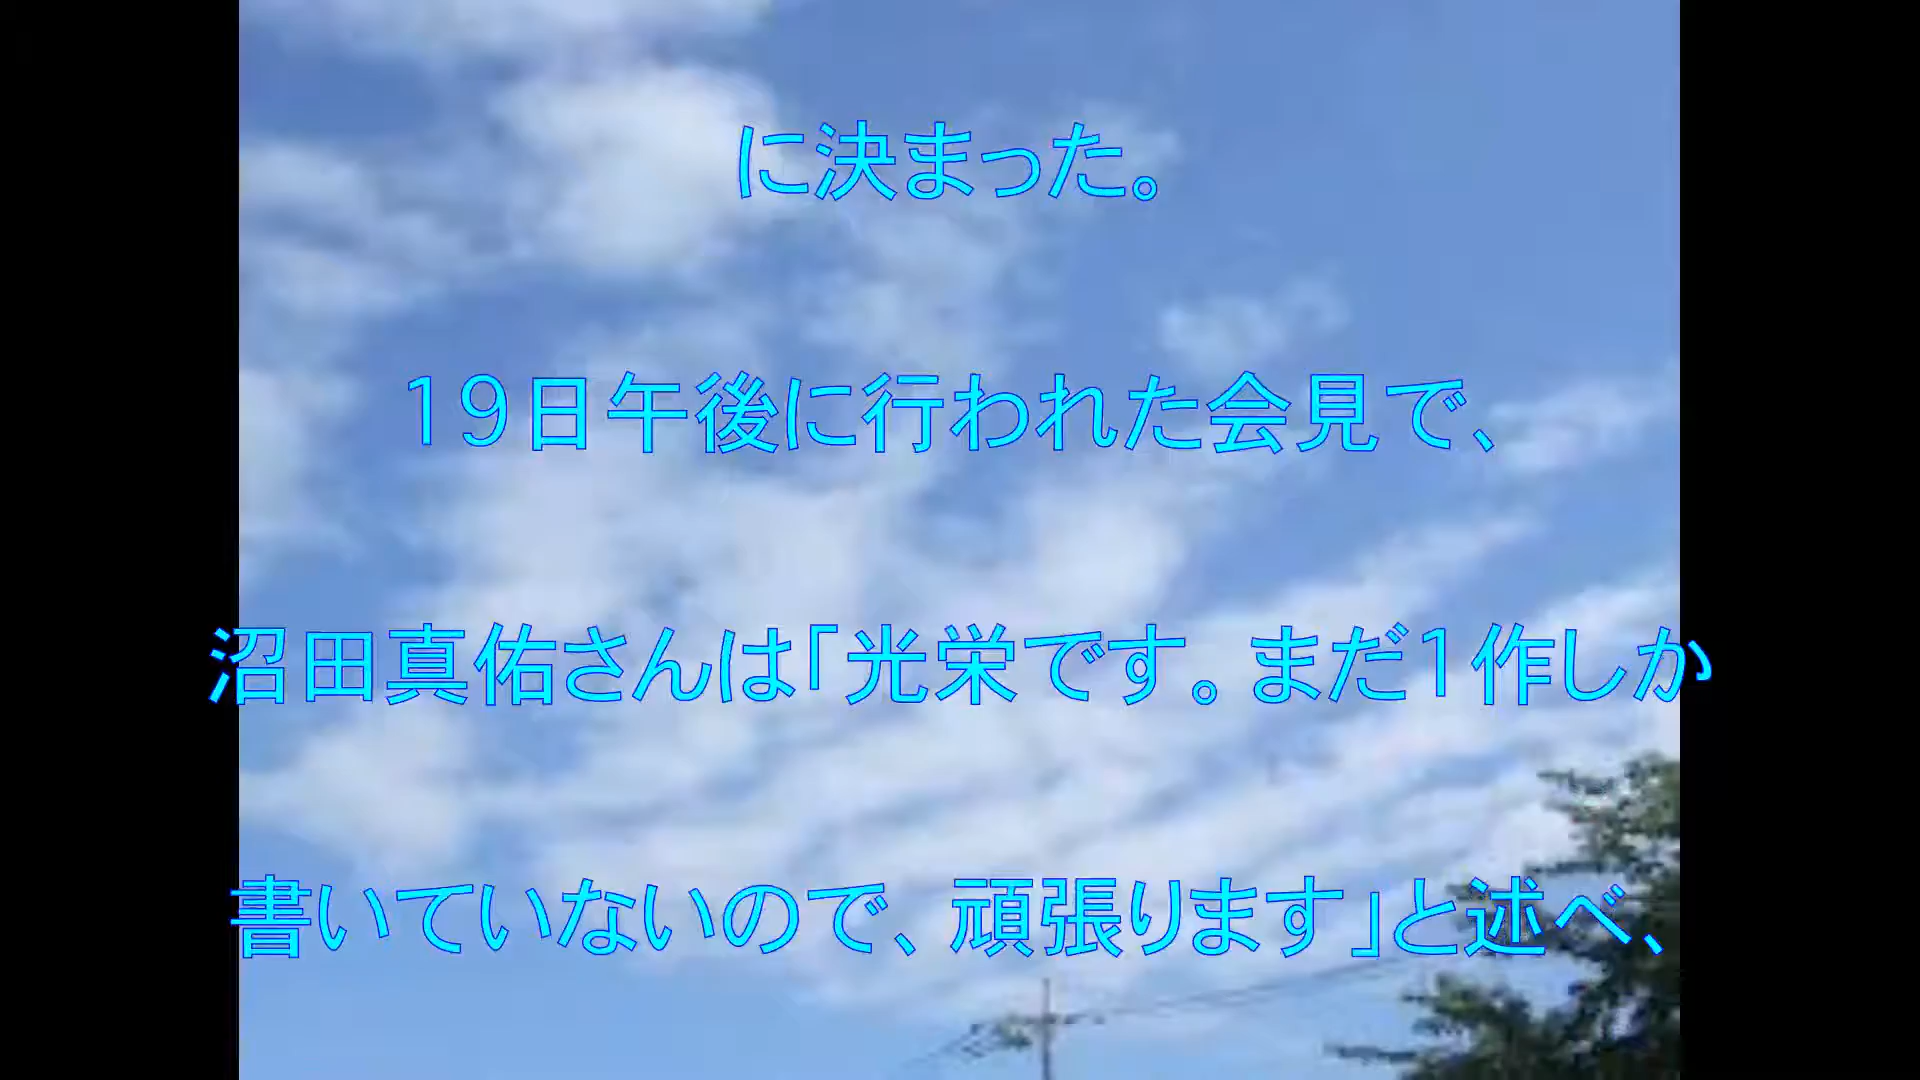 に決まった。
19日午後に行われた会見で、
沼田真佑さんは「光栄です。まだ1作しか
書いていないので、頑張ります」と述べ、